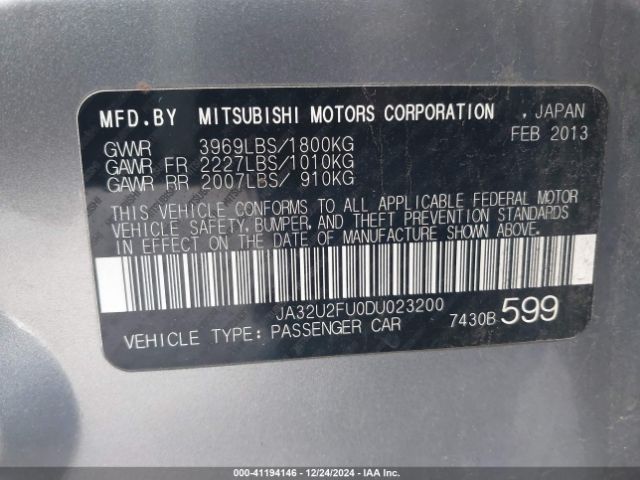 MFD.BY MITSUBISHI MOTORS CORPORATION , JAPAN
FEB 2013
GVWR 3969LBS/1800KG
GAWR FR 2227LBS/1010KG
GAWR RR 2007LBS/ 910KG
THIS VEHICLE CONFORMS TO ALL APPLICABLE FEDERAL MOTOR
VEHICLE SAFETY, BUMPER, AND THEFT PREVENTION STANDARDS
IN EFFECT ON THE DATE OF MANUFACTURE SHOWN ABOVE.
JA32U2FU0DU023200
VEHICLE TYPE: PASSENGER CAR 7430B 599
000-41194146 - 12/24/2024 - IAAI.COM